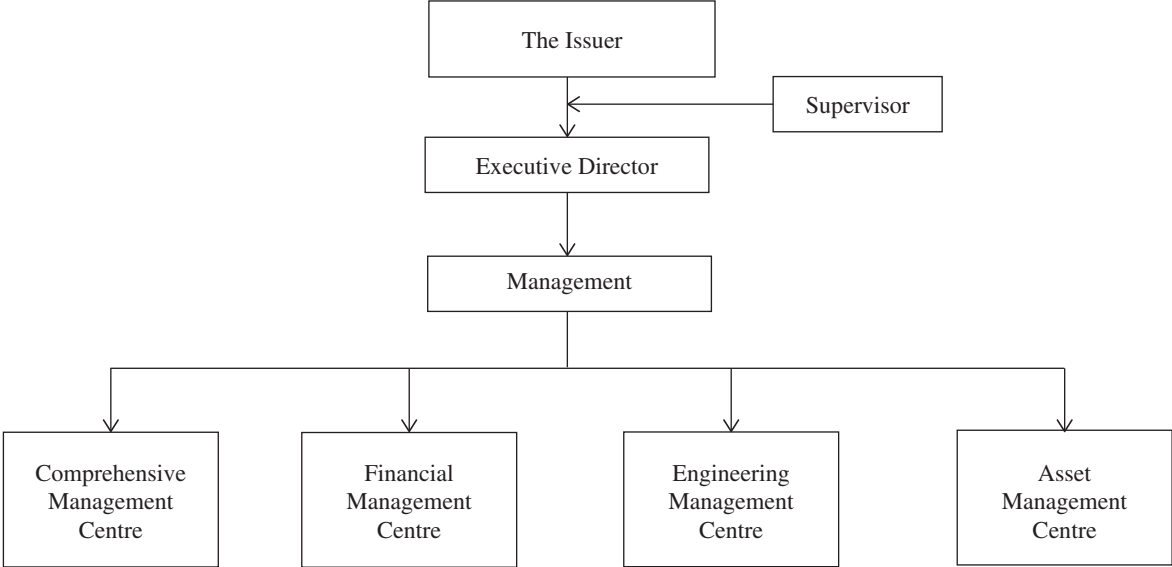 The Issuer
Supervisor
Executive Director
Management
Comprehensive
Management
Centre
Financial
Management
Centre
Engineering
Management
Centre
Asset
Management
Centre